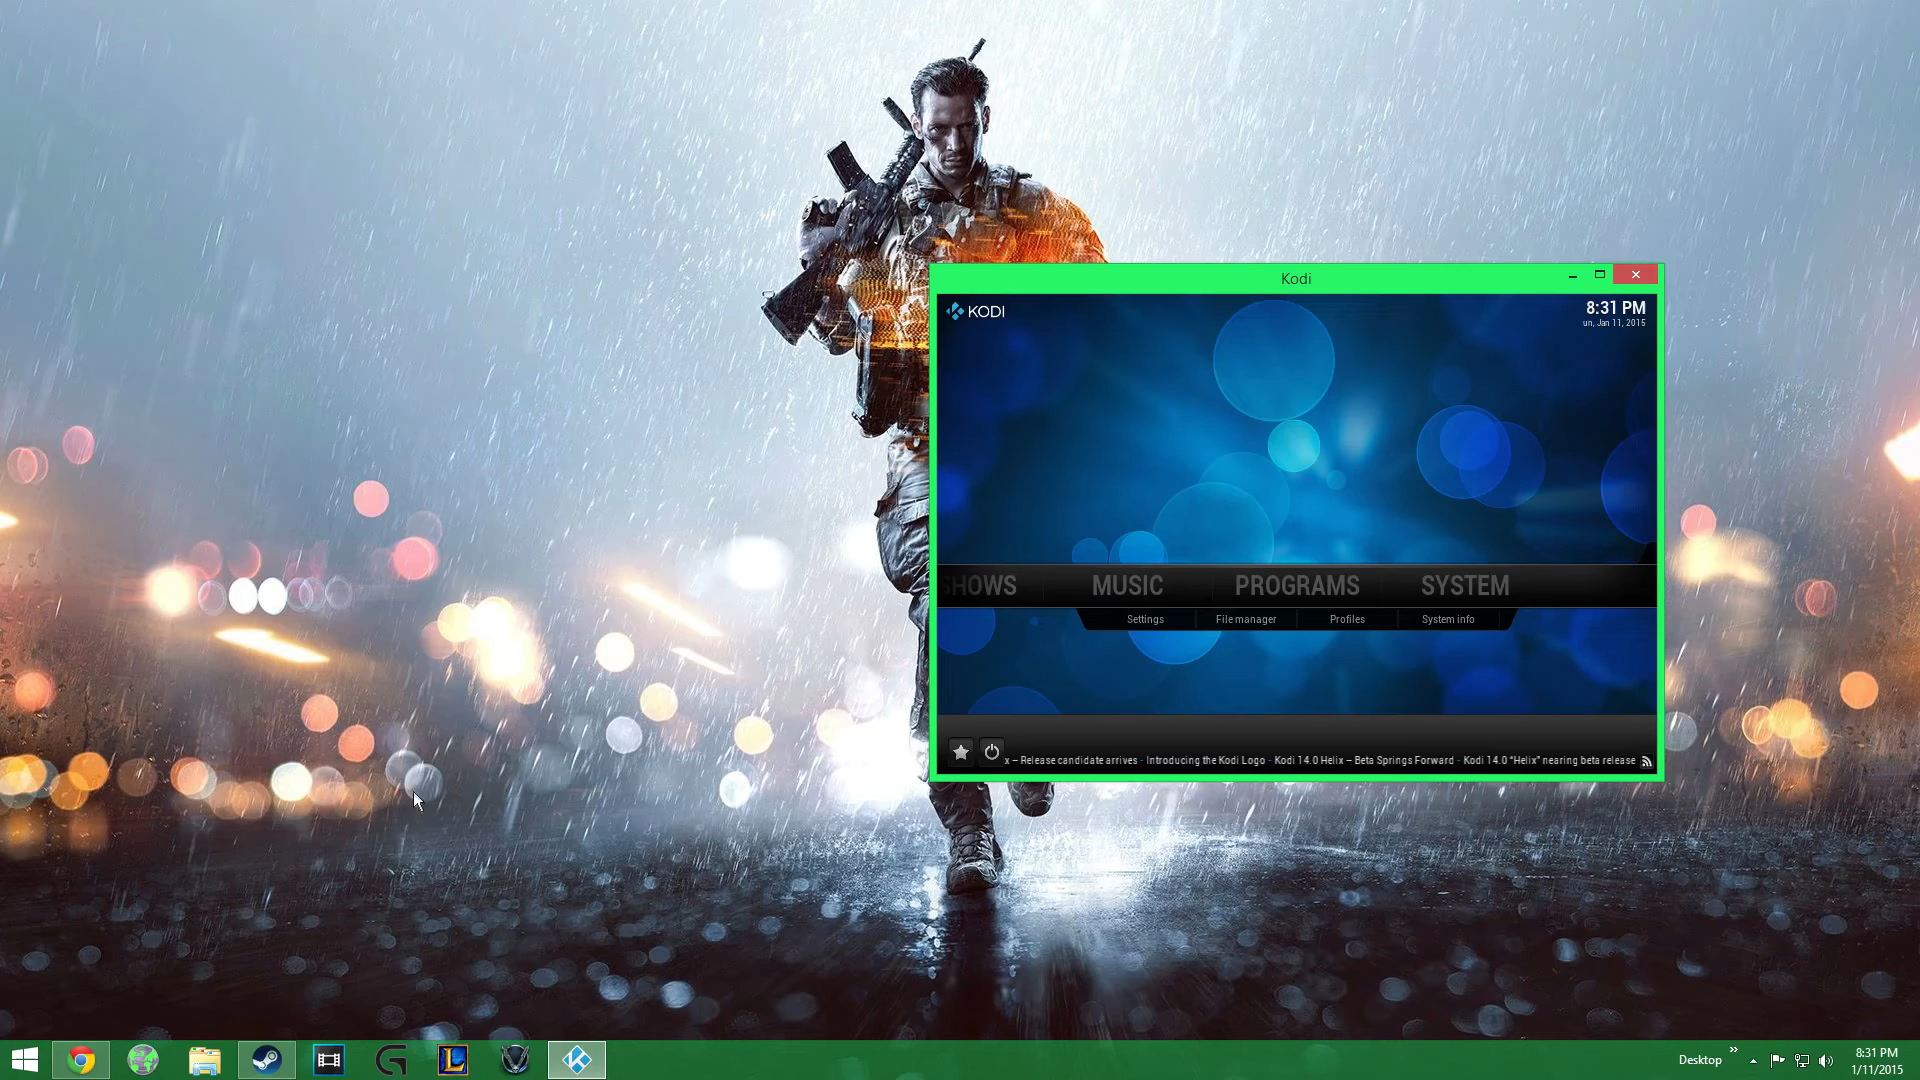 Kodi
KODI
8:31 PM
un, Jan 11, 2015
SHOWS MUSIC PROGRAMS SYSTEM
Settings File manager Profiles System info
x – Release candidate arrives - Introducing the Kodi Logo - Kodi 14.0 Helix – Beta Springs Forward - Kodi 14.0 "Helix" nearing beta release
Desktop
8:31 PM
1/11/2015